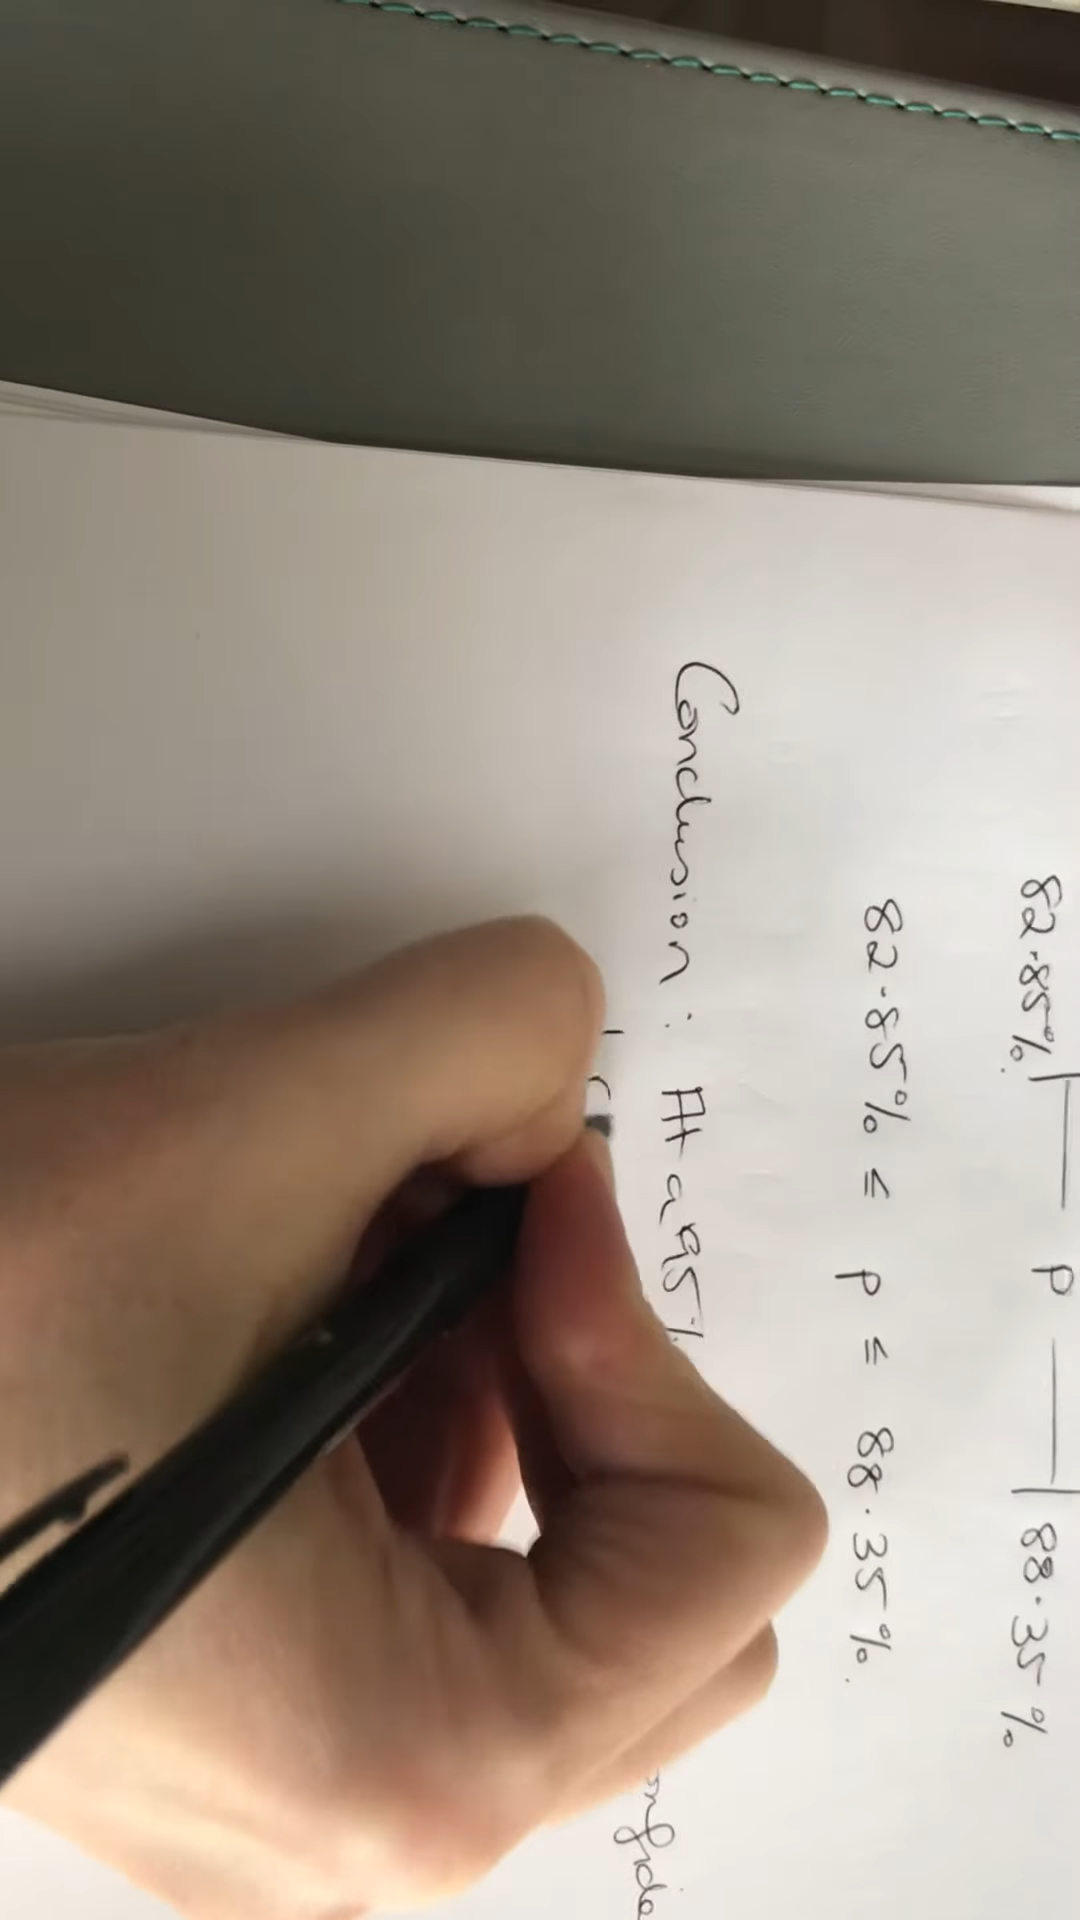 82.85% |—— p ——| 88.35%
82.85% ≤ p ≤ 88.35%.
Conclusion: At a 95%